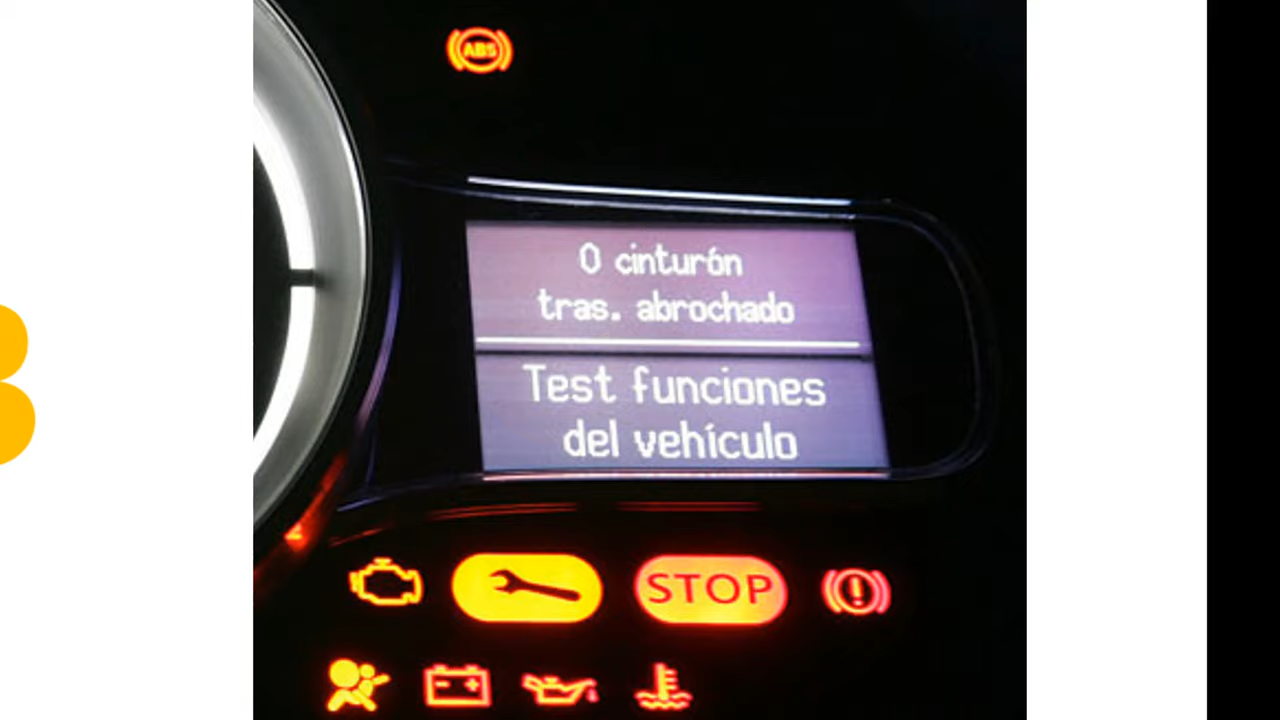 ABS
0 cinturón
tras. abrochado
Test funciones
del vehículo
STOP